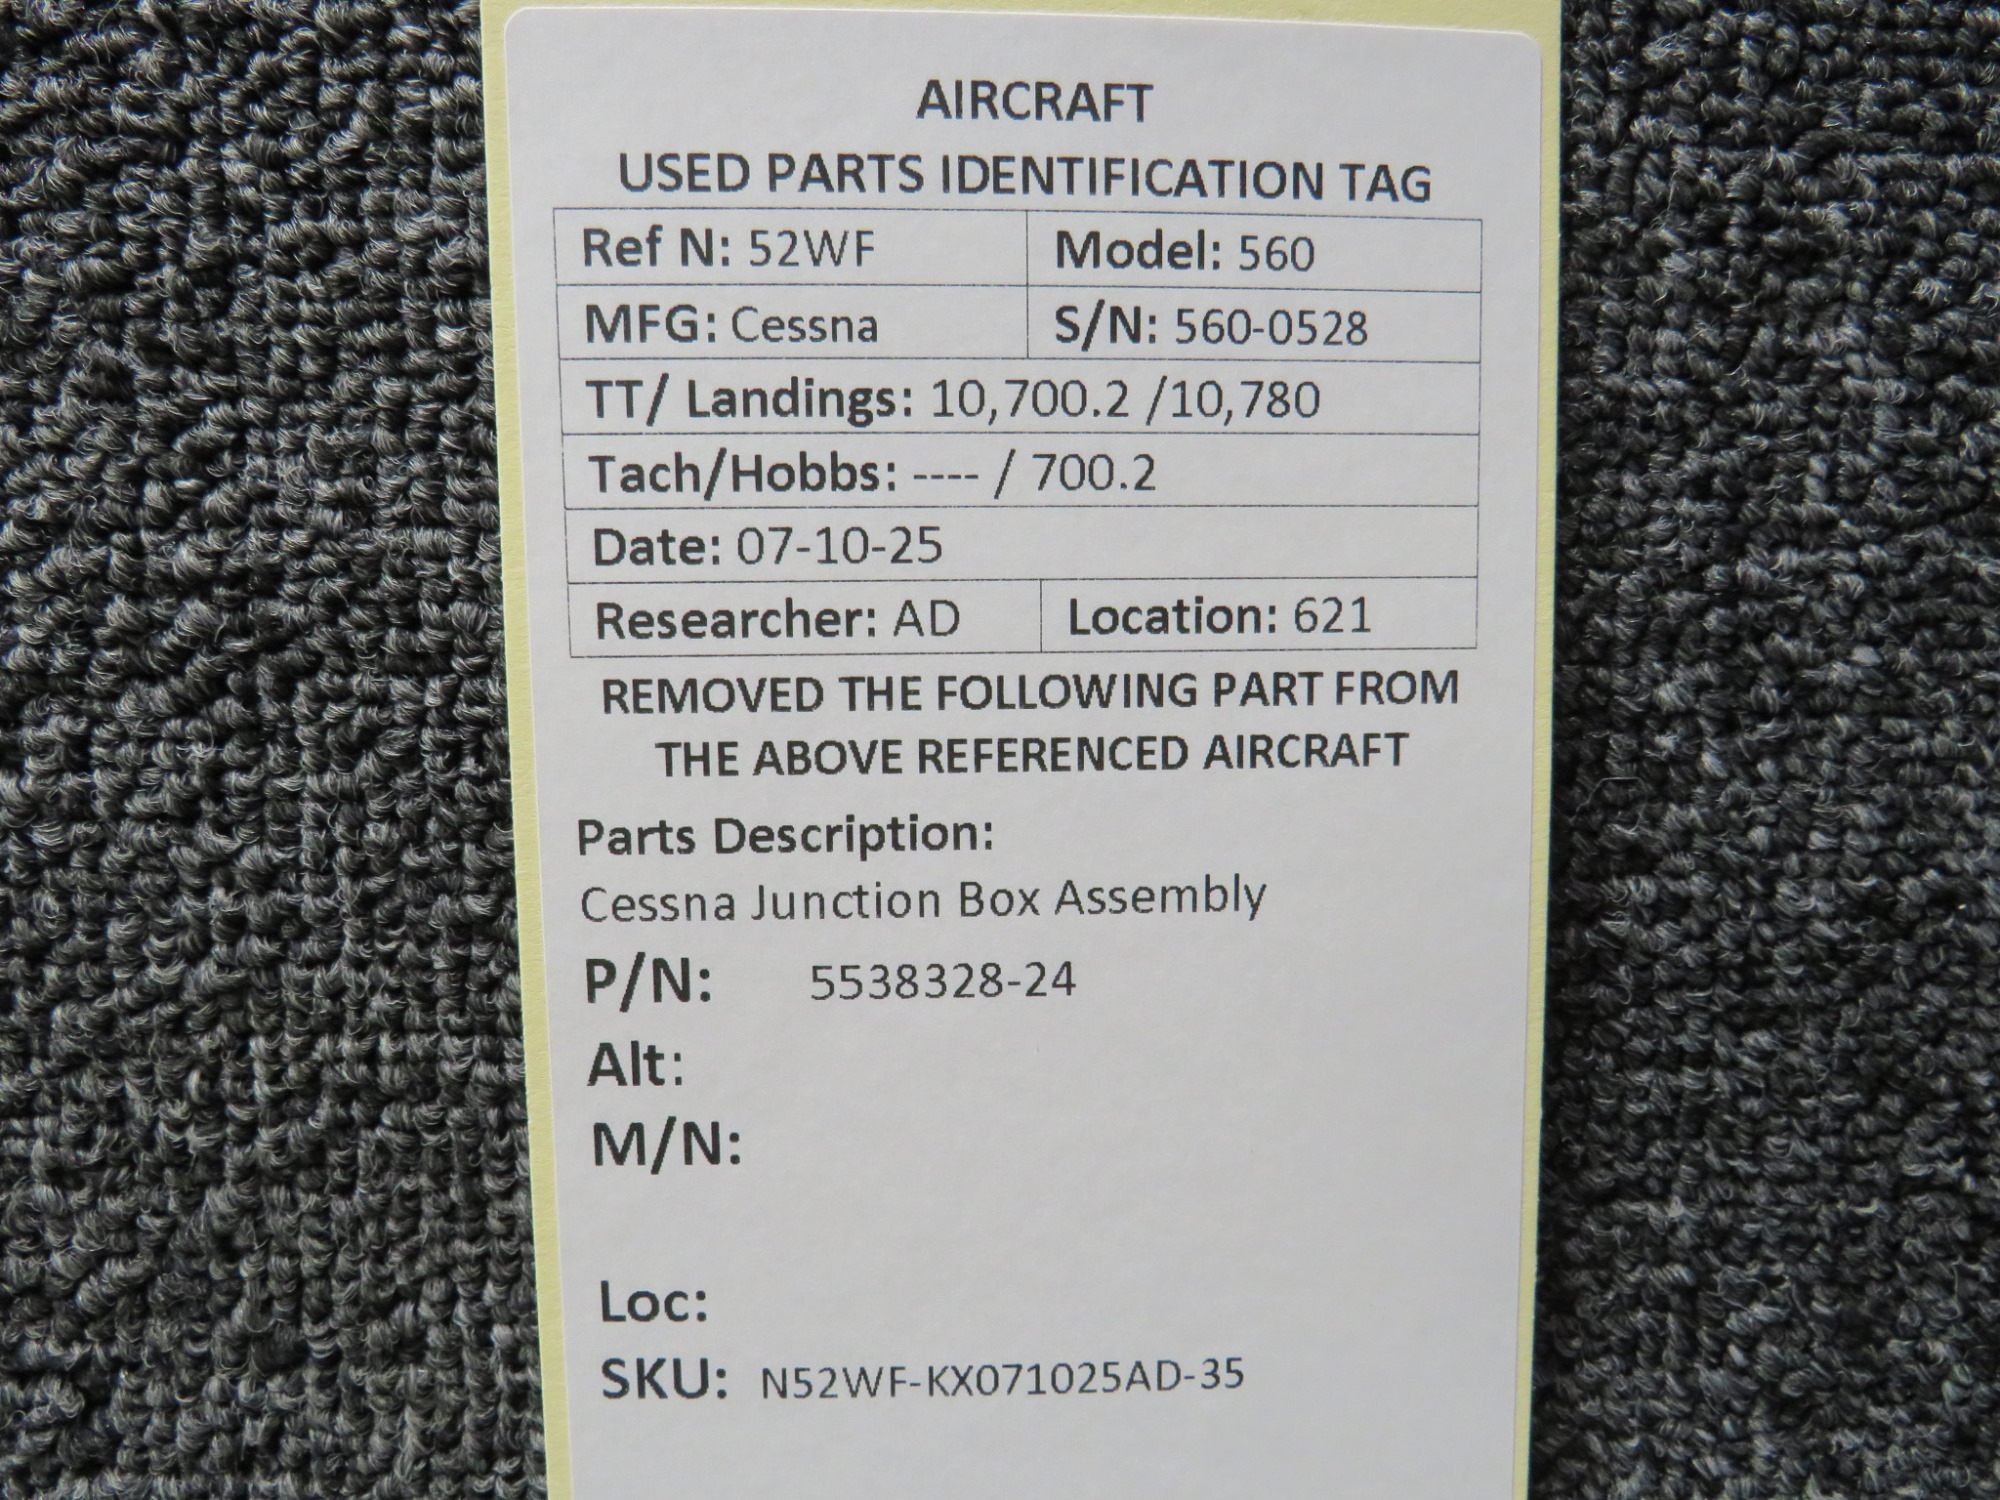 AIRCRAFT
USED PARTS IDENTIFICATION TAG
Ref N: 52WF Model: 560
MFG: Cessna S/N: 560-0528
TT/ Landings: 10,700.2 /10,780
Tach/Hobbs: ---- / 700.2
Date: 07-10-25
Researcher: AD Location: 621
REMOVED THE FOLLOWING PART FROM
THE ABOVE REFERENCED AIRCRAFT
Parts Description:
Cessna Junction Box Assembly
P/N: 5538328-24
Alt:
M/N:
Loc:
SKU: N52WF-KX071025AD-35